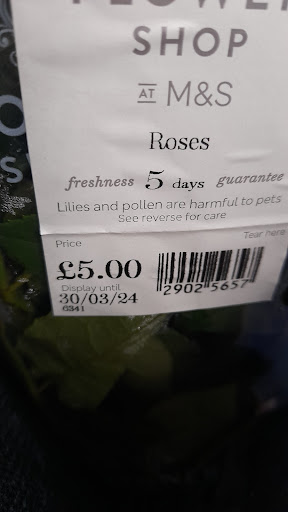 SHOP
AT M&S
Roses
freshness 5 days guarantee
Lilies and pollen are harmful to pets
See reverse for care
Price
Tear here
£5.00
Display until
30/03/24
6341
2902 5657